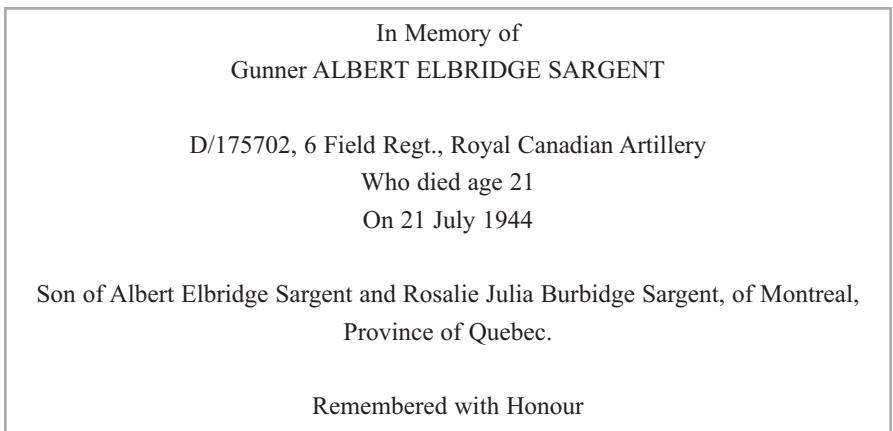 In Memory of
Gunner ALBERT ELBRIDGE SARGENT
D/175702, 6 Field Regt., Royal Canadian Artillery
Who died age 21
On 21 July 1944
Son of Albert Elbridge Sargent and Rosalie Julia Burbidge Sargent, of Montreal,
Province of Quebec.
Remembered with Honour